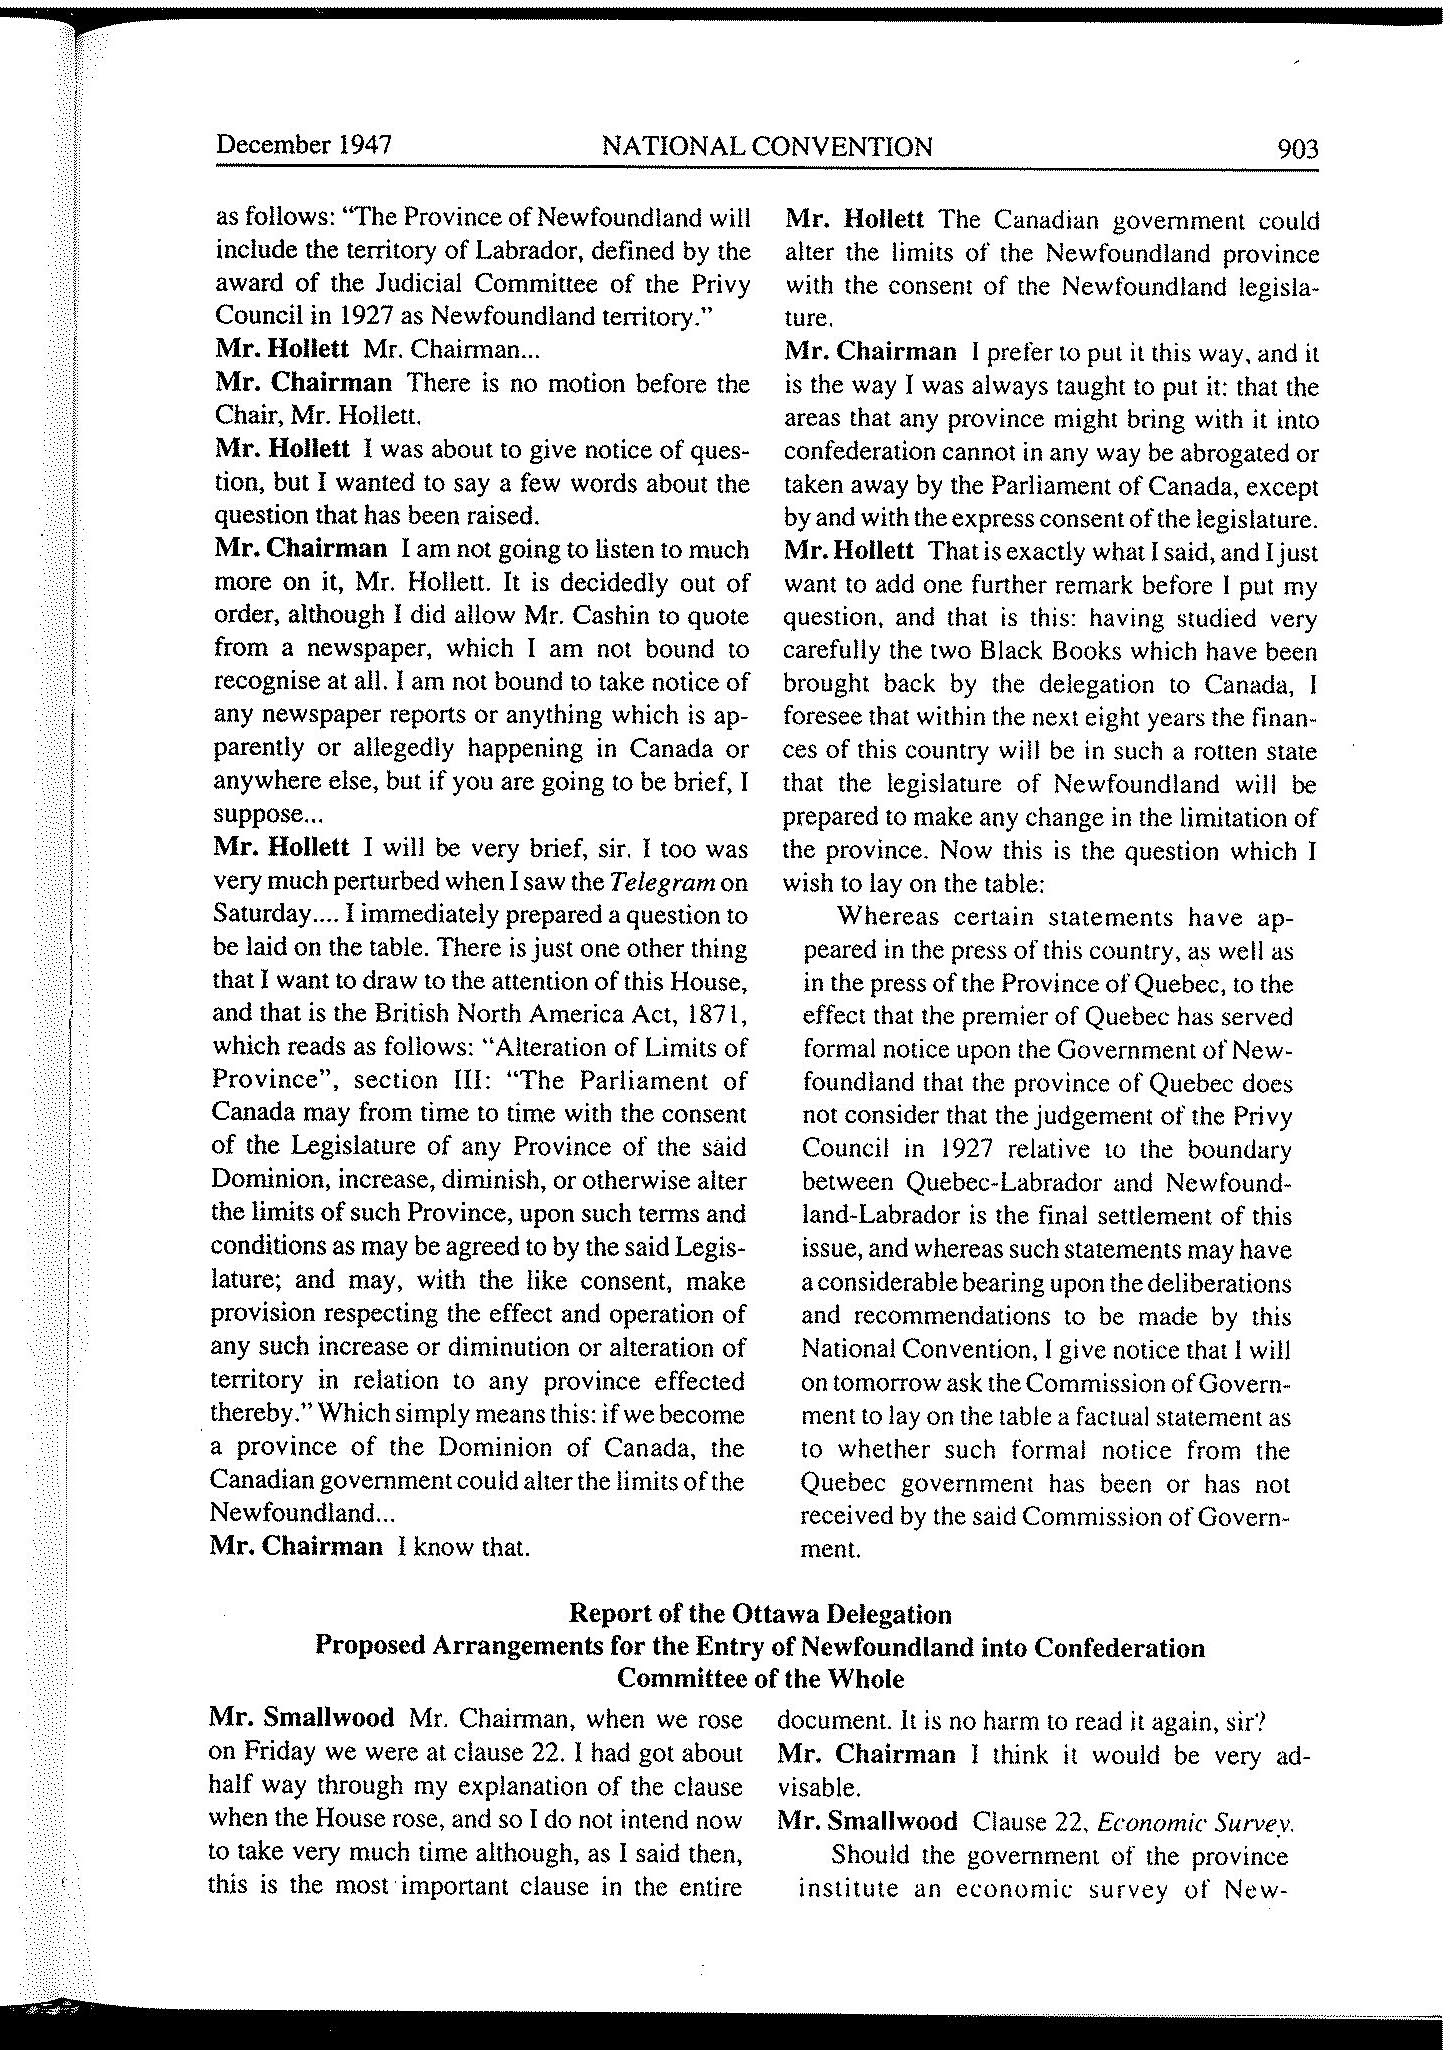 December 1947 NATIONAL CONVENTION 903
as follows: “The Province of Newfoundland will
include the territory of Labrador, defined by the
award of the Judicial Committee of the Privy
Council in 1927 as Newfoundland territory.”
Mr. Hollett Mr. Chairman...
Mr. Chairman There is no motion before the
Chair, Mr. Hollett.
Mr. Hollett I was about to give notice of ques-
tion, but I wanted to say a few words about the
question that has been raised.
Mr. Chairman I am not going to listen to much
more on it, Mr. Hollett. It is decidedly out of
order, although I did allow Mr. Cashin to quote
from a newspaper, which I am not bound to
recognise at all. I am not bound to take notice of
any newspaper reports or anything which is ap-
parently or allegedly happening in Canada or
anywhere else, but if you are going to be brief, I
suppose...
Mr. Hollett I will be very brief, sir. I too was
very much perturbed when I saw the Telegram on
Saturday.... I immediately prepared a question to
be laid on the table. There is just one other thing
that I want to draw to the attention of this House,
and that is the British North America Act, 1871,
which reads as follows: “Alteration of Limits of
Province”, section III: “The Parliament of
Canada may from time to time with the consent
of the Legislature of any Province of the said
Dominion, increase, diminish, or otherwise alter
the limits of such Province, upon such terms and
conditions as may be agreed to by the said Legis-
lature; and may, with the like consent, make
provision respecting the effect and operation of
any such increase or diminution or alteration of
territory in relation to any province effected
thereby.” Which simply means this: if we become
a province of the Dominion of Canada, the
Canadian government could alter the limits of the
Newfoundland...
Mr. Chairman I know that.
Mr. Hollett The Canadian government could
alter the limits of the Newfoundland province
with the consent of the Newfoundland legisla-
ture.
Mr. Chairman I prefer to put it this way, and it
is the way I was always taught to put it: that the
areas that any province might bring with it into
confederation cannot in any way be abrogated or
taken away by the Parliament of Canada, except
by and with the express consent of the legislature.
Mr. Hollett That is exactly what I said, and I just
want to add one further remark before I put my
question, and that is this: having studied very
carefully the two Black Books which have been
brought back by the delegation to Canada, I
foresee that within the next eight years the finan-
ces of this country will be in such a rotten state
that the legislature of Newfoundland will be
prepared to make any change in the limitation of
the province. Now this is the question which I
wish to lay on the table:
Whereas certain statements have ap-
peared in the press of this country, as well as
in the press of the Province of Quebec, to the
effect that the premier of Quebec has served
formal notice upon the Government of New-
foundland that the province of Quebec does
not consider that the judgement of the Privy
Council in 1927 relative to the boundary
between Quebec-Labrador and Newfound-
land-Labrador is the final settlement of this
issue, and whereas such statements may have
a considerable bearing upon the deliberations
and recommendations to be made by this
National Convention, I give notice that I will
on tomorrow ask the Commission of Govern-
ment to lay on the table a factual statement as
to whether such formal notice from the
Quebec government has been or has not
received by the said Commission of Govern-
ment.
Report of the Ottawa Delegation
Proposed Arrangements for the Entry of Newfoundland into Confederation
Committee of the Whole
Mr. Smallwood Mr. Chairman, when we rose
on Friday we were at clause 22. I had got about
half way through my explanation of the clause
when the House rose, and so I do not intend now
to take very much time although, as I said then,
this is the most important clause in the entire
document. It is no harm to read it again, sir?
Mr. Chairman I think it would be very ad-
visable.
Mr. Smallwood Clause 22, Economic Survey.
Should the government of the province
institute an economic survey of New-